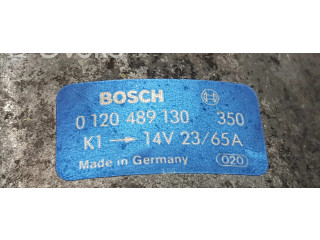 BOSCH
0 120 489 130 350
K1 → 14V 23/65A
Made in Germany 020